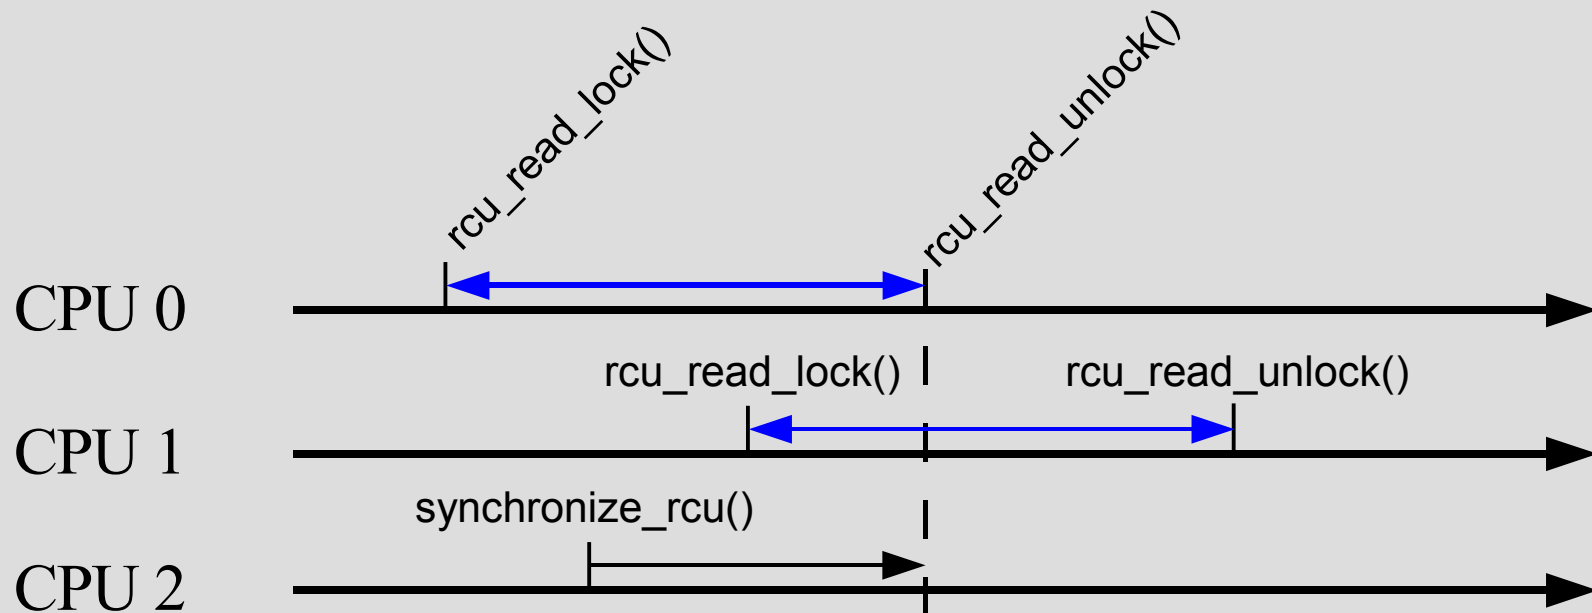 rcu_read_lock()
rcu_read_unlock()
CPU 0
rcu_read_lock()
rcu_read_unlock()
CPU 1
synchronize_rcu()
CPU 2